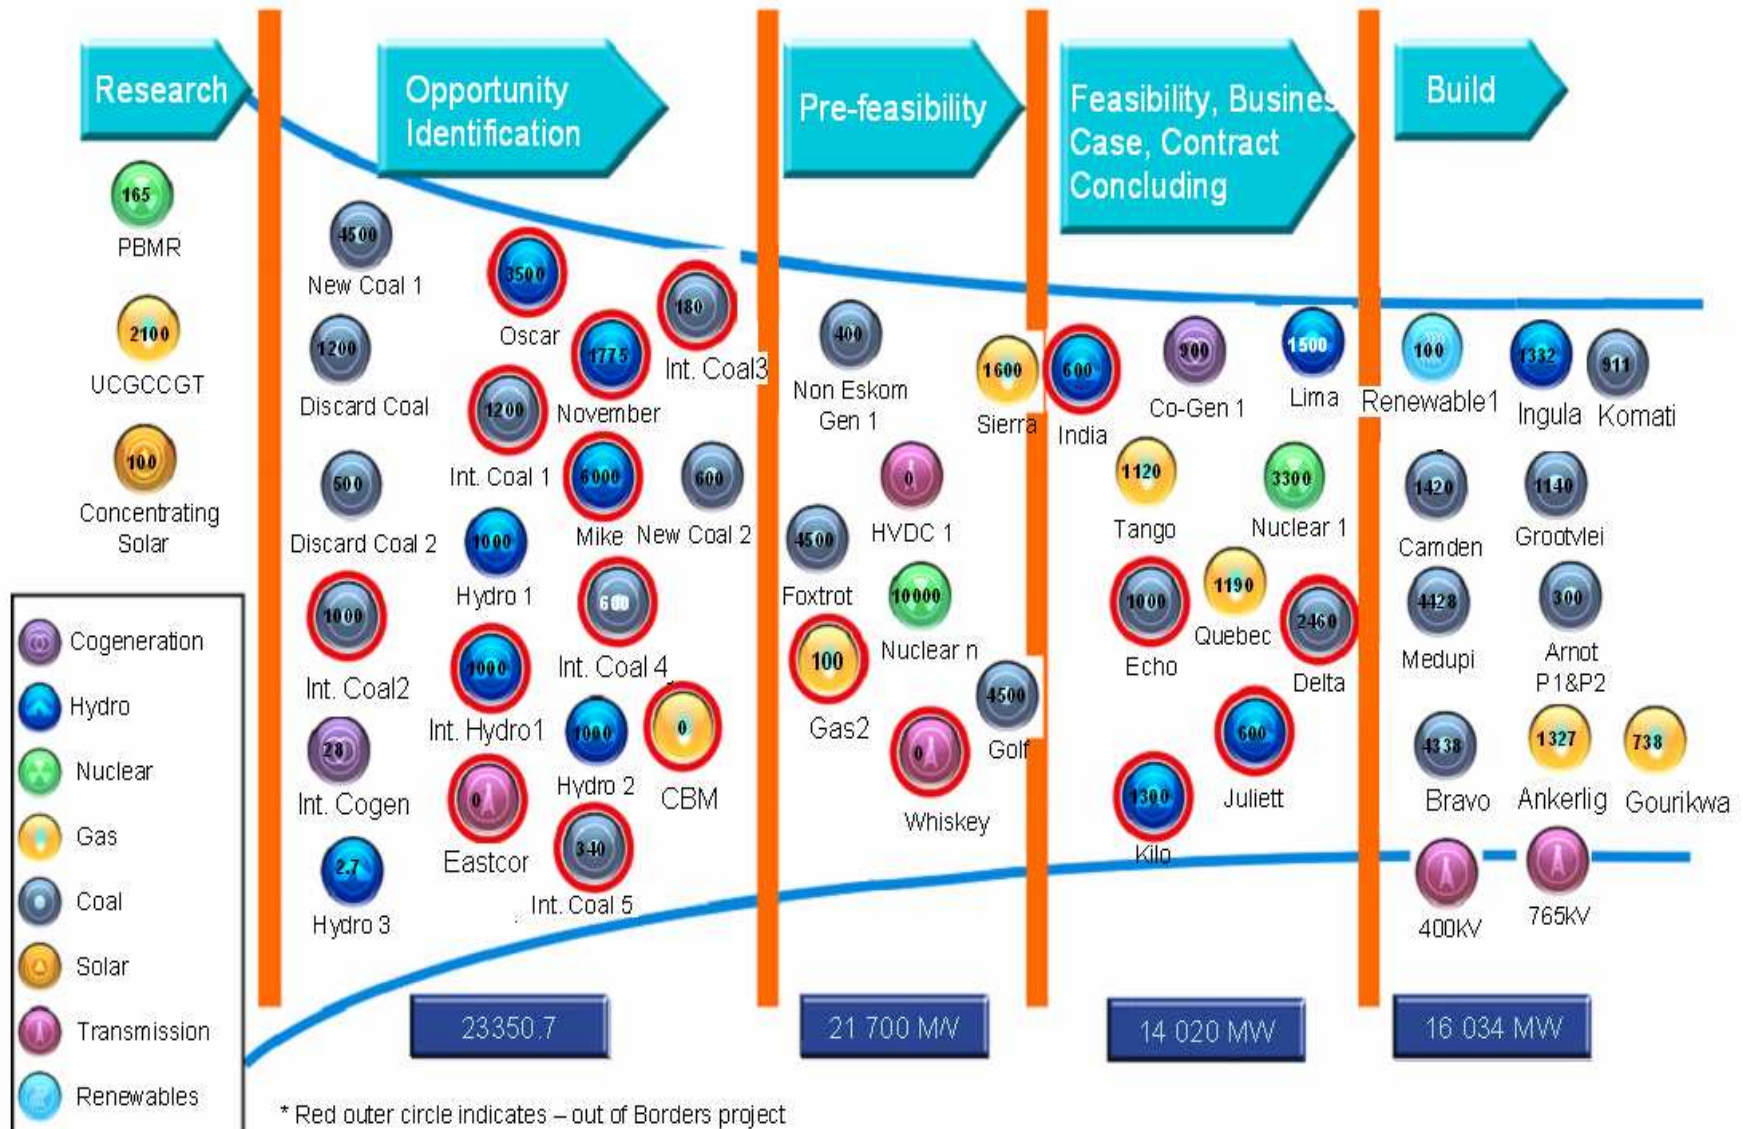 Research
Opportunity
Identification
Pre-feasibility
Feasibility, Busines
Case, Contract
Concluding
Build
165
PBMR
2100
UCGCCGT
100
Concentrating
Solar
4500
New Coal 1
1200
Discard Coal
500
Discard Coal 2
1000
Int. Coal2
28
Int. Cogen
2.7
Hydro 3
3500
Oscar
1200
Int. Coal 1
1000
Hydro 1
1000
Int. Hydro1
0
Eastcor
1775
November
6000
Mike
600
Int. Coal 4
1000
Hydro 2
340
Int. Coal 5
180
Int. Coal3
600
New Coal 2
0
CBM
400
Non Eskom
Gen 1
1600
Sierra
0
HVDC 1
4500
Foxtrot
10000
Nuclear n
100
Gas2
4500
Golf
0
Whiskey
600
India
900
Co-Gen 1
1500
Lima
1120
Tango
3300
Nuclear 1
1000
Echo
1190
Quebec
2460
Delta
600
Juliett
1300
Kilo
100
Renewable1
1332
Ingula
911
Komati
1420
Camden
1140
Grootvlei
4428
Medupi
300
Arnot
P1&P2
4338
Bravo
1327
Ankerlig
738
Gourikwa
400kV
765kV
Cogeneration
Hydro
Nuclear
Gas
Coal
Solar
Transmission
Renewables
23350.7
21 700 MW
14 020 MW
16 034 MW
* Red outer circle indicates – out of Borders project